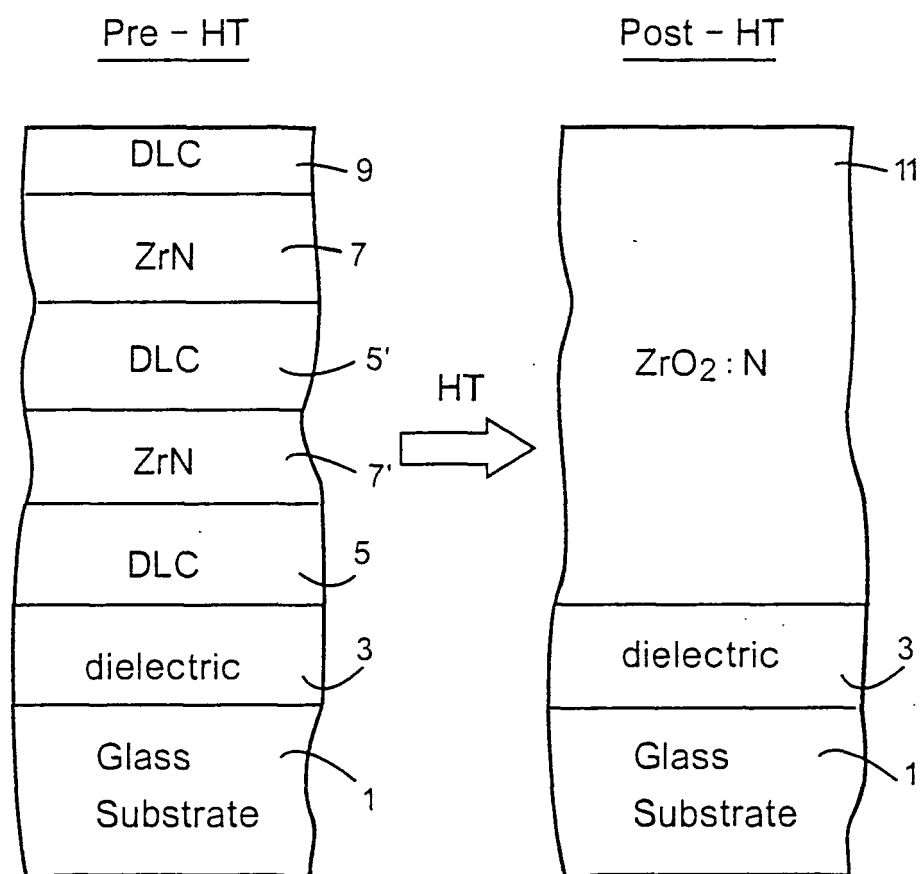 Pre - HT
Post - HT
DLC
9
ZrN
7
DLC
5'
ZrN
7'
DLC
5
dielectric
3
Glass
Substrate
1
HT
11
ZrO2 : N
dielectric
3
Glass
Substrate
1